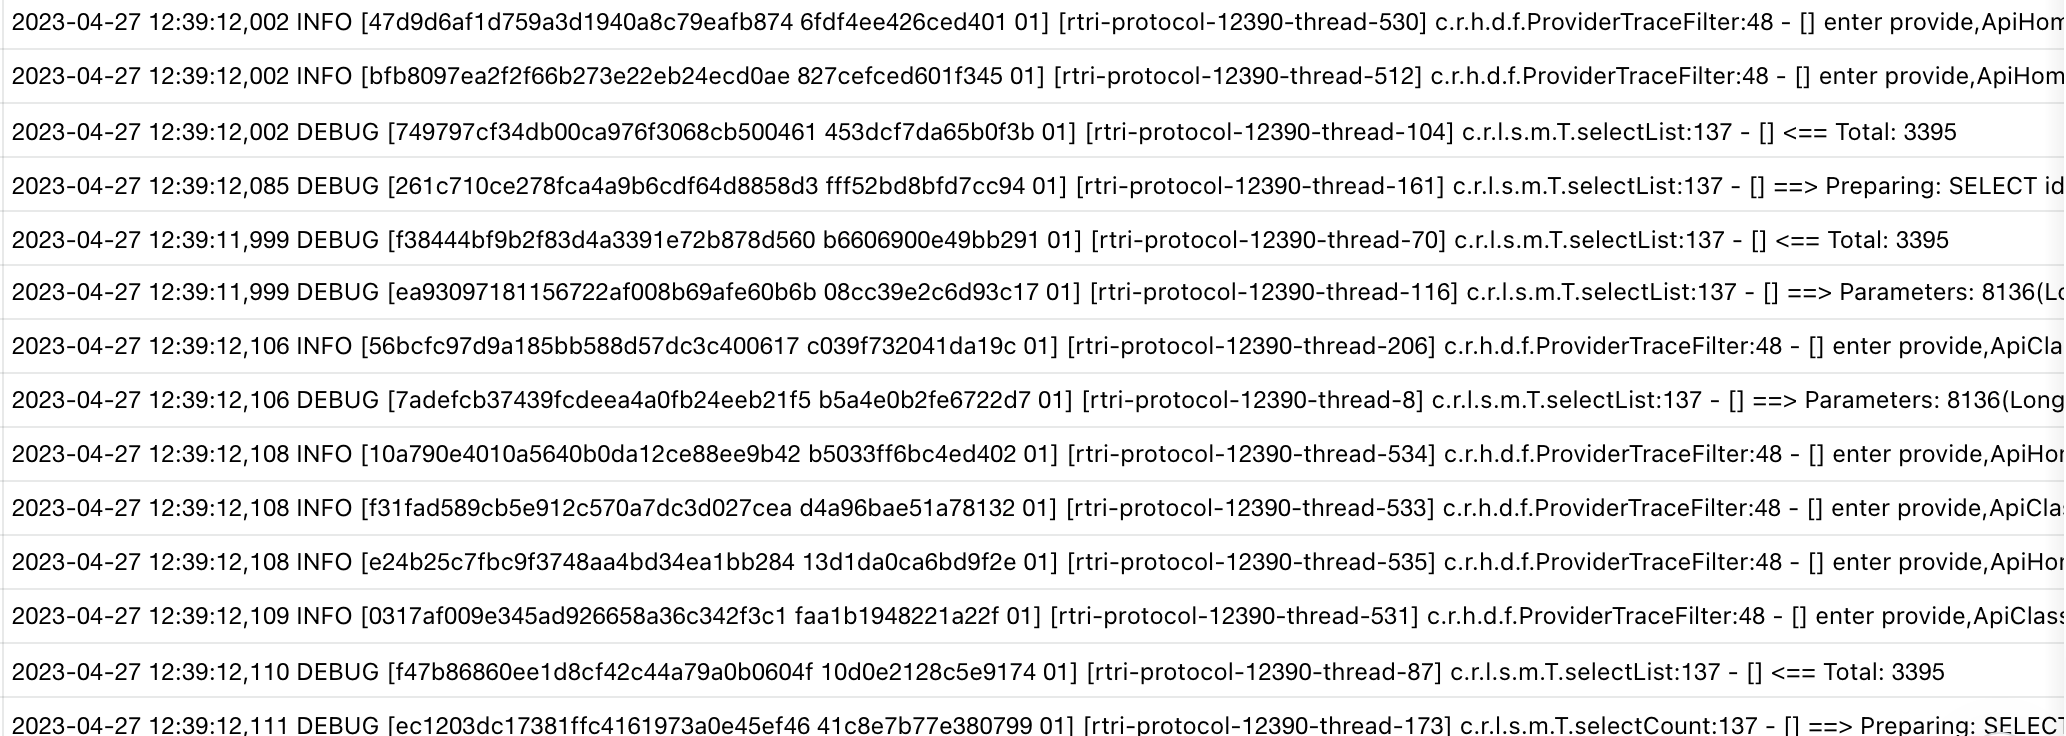 2023-04-27 12:39:12,002 INFO [47d9d6af1d759a3d1940a8c79eafb874 6fdf4ee426ced401 01] [rtri-protocol-12390-thread-530] c.r.h.d.f.ProviderTraceFilter:48 - [] enter provide,ApiHom
2023-04-27 12:39:12,002 INFO [bfb8097ea2f2f66b273e22eb24ecd0ae 827cefced601f345 01] [rtri-protocol-12390-thread-512] c.r.h.d.f.ProviderTraceFilter:48 - [] enter provide,ApiHom
2023-04-27 12:39:12,002 DEBUG [749797cf34db00ca976f3068cb500461 453dcf7da65b0f3b 01] [rtri-protocol-12390-thread-104] c.r.l.s.m.T.selectList:137 - [] <== Total: 3395
2023-04-27 12:39:12,085 DEBUG [261c710ce278fca4a9b6cdf64d8858d3 fff52bd8bfd7cc94 01] [rtri-protocol-12390-thread-161] c.r.l.s.m.T.selectList:137 - [] ==> Preparing: SELECT id
2023-04-27 12:39:11,999 DEBUG [f38444bf9b2f83d4a3391e72b878d560 b6606900e49bb291 01] [rtri-protocol-12390-thread-70] c.r.l.s.m.T.selectList:137 - [] <== Total: 3395
2023-04-27 12:39:11,999 DEBUG [ea93097181156722af008b69afe60b6b 08cc39e2c6d93c17 01] [rtri-protocol-12390-thread-116] c.r.l.s.m.T.selectList:137 - [] ==> Parameters: 8136(Lo
2023-04-27 12:39:12,106 INFO [56bcfc97d9a185bb588d57dc3c400617 c039f732041da19c 01] [rtri-protocol-12390-thread-206] c.r.h.d.f.ProviderTraceFilter:48 - [] enter provide,ApiCla
2023-04-27 12:39:12,106 DEBUG [7adefcb37439fcdeea4a0fb24eeb21f5 b5a4e0b2fe6722d7 01] [rtri-protocol-12390-thread-8] c.r.l.s.m.T.selectList:137 - [] ==> Parameters: 8136(Long
2023-04-27 12:39:12,108 INFO [10a790e4010a5640b0da12ce88ee9b42 b5033ff6bc4ed402 01] [rtri-protocol-12390-thread-534] c.r.h.d.f.ProviderTraceFilter:48 - [] enter provide,ApiHor
2023-04-27 12:39:12,108 INFO [f31fad589cb5e912c570a7dc3d027cea d4a96bae51a78132 01] [rtri-protocol-12390-thread-533] c.r.h.d.f.ProviderTraceFilter:48 - [] enter provide,ApiClas
2023-04-27 12:39:12,108 INFO [e24b25c7fbc9f3748aa4bd34ea1bb284 13d1da0ca6bd9f2e 01] [rtri-protocol-12390-thread-535] c.r.h.d.f.ProviderTraceFilter:48 - [] enter provide,ApiHor
2023-04-27 12:39:12,109 INFO [0317af009e345ad926658a36c342f3c1 faa1b1948221a22f 01] [rtri-protocol-12390-thread-531] c.r.h.d.f.ProviderTraceFilter:48 - [] enter provide,ApiClass
2023-04-27 12:39:12,110 DEBUG [f47b86860ee1d8cf42c44a79a0b0604f 10d0e2128c5e9174 01] [rtri-protocol-12390-thread-87] c.r.l.s.m.T.selectList:137 - [] <== Total: 3395
2023-04-27 12:39:12,111 DEBUG [ec1203dc17381ffc4161973a0e45ef46 41c8e7b77e380799 01] [rtri-protocol-12390-thread-173] c.r.l.s.m.T.selectCount:137 - [] ==> Preparing: SELECT